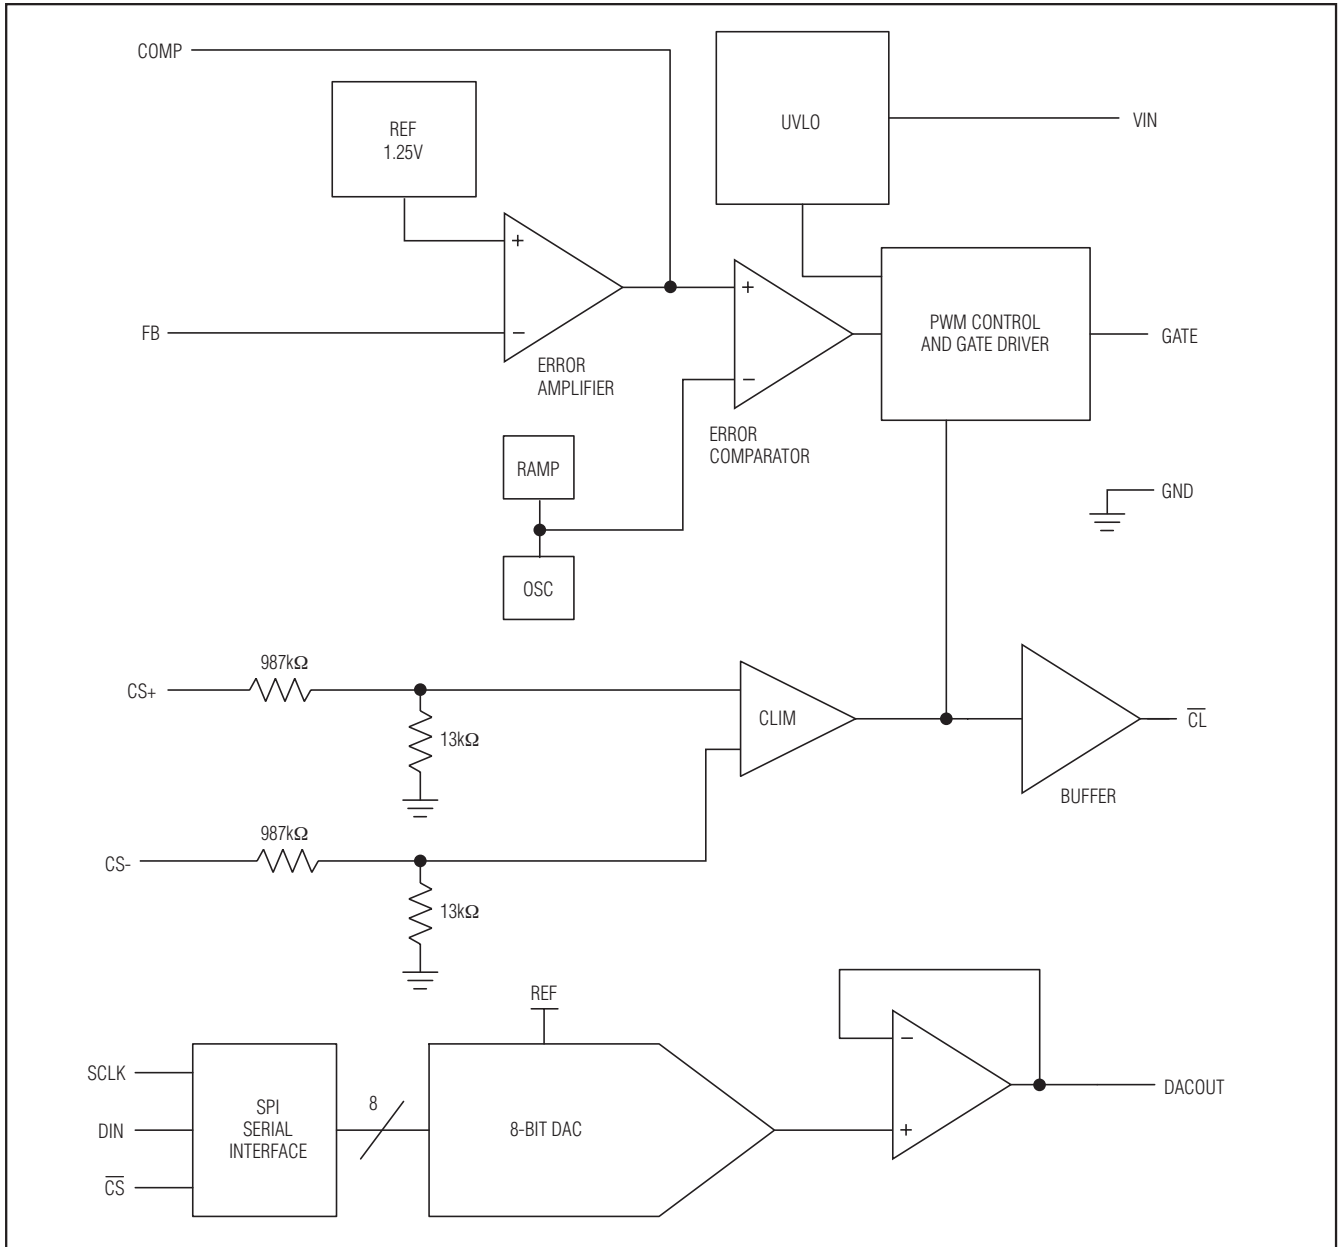 COMP
REF
1.25V
UVLO
VIN
+
FB
−
ERROR
AMPLIFIER
+
−
ERROR
COMPARATOR
PWM CONTROL
AND GATE DRIVER
GATE
RAMP
OSC
GND
987kΩ
CS+
13kΩ
CLIM
C̅L̅
BUFFER
987kΩ
CS-
13kΩ
REF
SCLK
DIN
C̅S̅
SPI
SERIAL
INTERFACE
8
8-BIT DAC
−
+
DACOUT